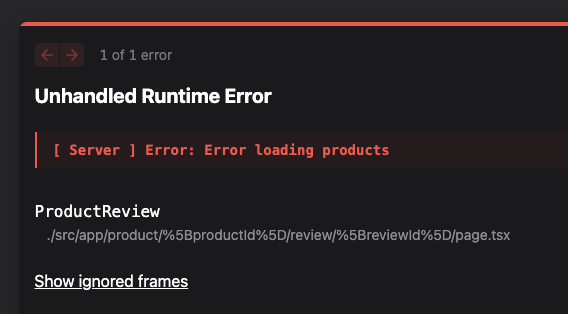 1 of 1 error
Unhandled Runtime Error
[ Server ] Error: Error loading products
ProductReview
./src/app/product/%5BproductId%5D/review/%5BreviewId%5D/page.tsx
Show ignored frames